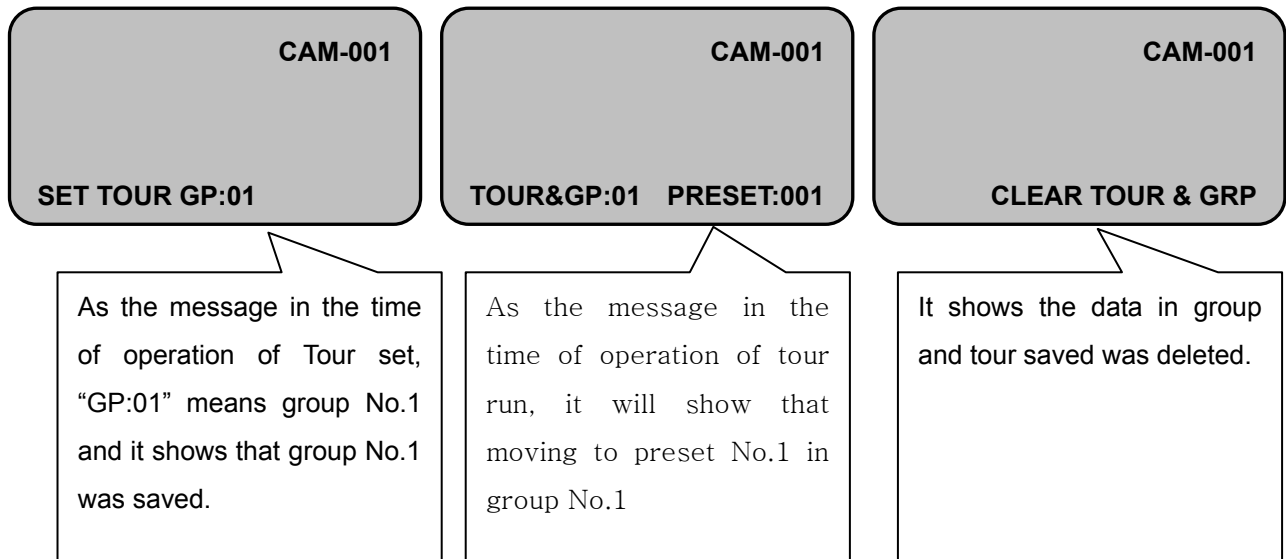 CAM-001
SET TOUR GP:01
CAM-001
TOUR&GP:01 PRESET:001
CAM-001
CLEAR TOUR & GRP
As the message in the time
of operation of Tour set,
“GP:01” means group No.1
and it shows that group No.1
was saved.
As the message in the
time of operation of tour
run, it will show that
moving to preset No.1 in
group No.1
It shows the data in group
and tour saved was deleted.